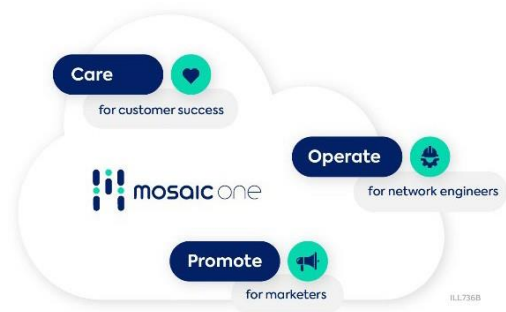 Care
for customer success
Operate
for network engineers
mosaic one
Promote
for marketers
ILL736B